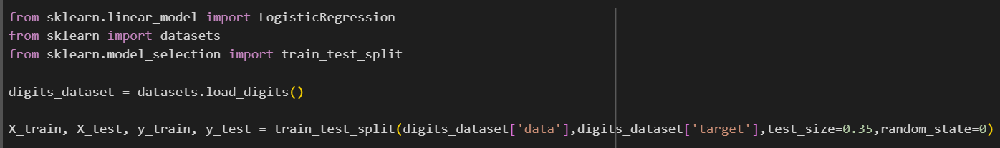 from sklearn.linear_model import LogisticRegression
from sklearn import datasets
from sklearn.model_selection import train_test_split
digits_dataset = datasets.load_digits()
X_train, X_test, y_train, y_test = train_test_split(digits_dataset['data'],digits_dataset['target'],test_size=0.35,random_state=0)